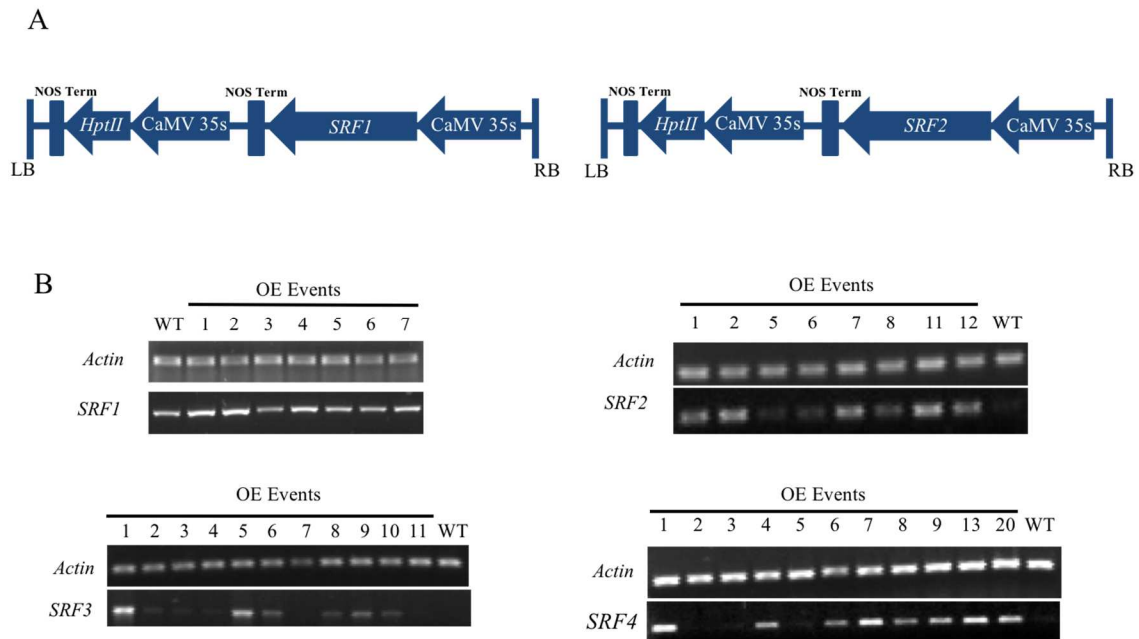 A
NOS Term NOS Term NOS Term NOS Term
HptII CaMV 35s SRF1 CaMV 35s HptII CaMV 35s SRF2 CaMV 35s
LB RB LB RB
B
OE Events
WT 1 2 3 4 5 6 7
Actin
SRF1
OE Events
1 2 5 6 7 8 11 12 WT
Actin
SRF2
OE Events
1 2 3 4 5 6 7 8 9 10 11 WT
Actin
SRF3
OE Events
1 2 3 4 5 6 7 8 9 13 20 WT
Actin
SRF4